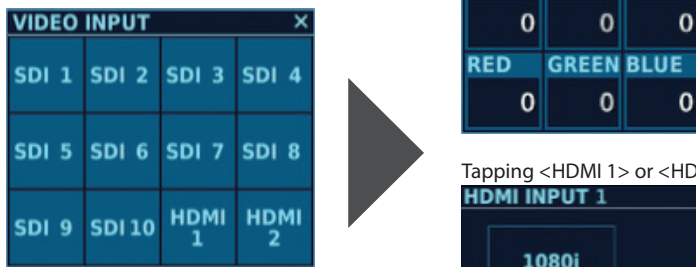 VIDEO INPUT ×
SDI 1 SDI 2 SDI 3 SDI 4
SDI 5 SDI 6 SDI 7 SDI 8
SDI 9 SDI 10 HDMI 1 HDMI 2
0 0 0
RED GREEN BLUE
0 0 0
Tapping <HDMI 1> or <HD
HDMI INPUT 1
1080i